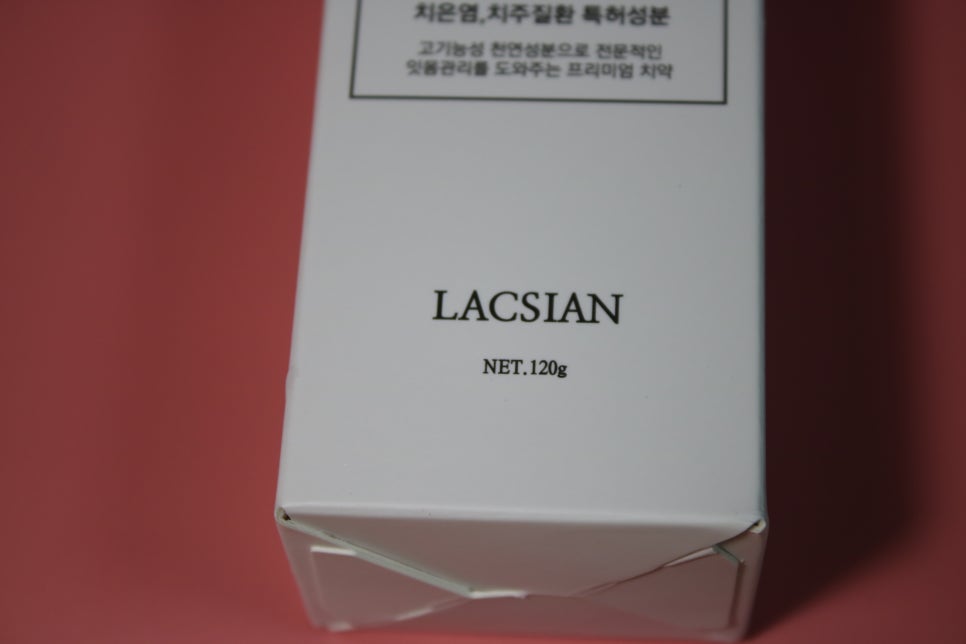 치은염,치주질환 특허성분
고기능성 천연성분으로 전문적인
잇몸관리를 도와주는 프리미엄 치약
LACSIAN
NET.120g